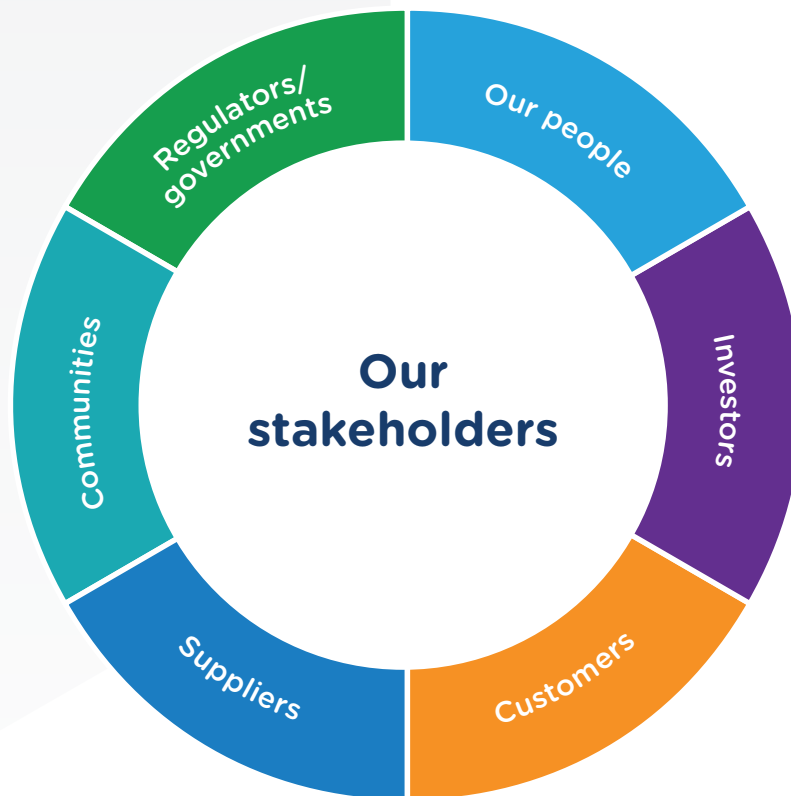 Our
stakeholders
Our people
Investors
Customers
Suppliers
Communities
Regulators/
governments